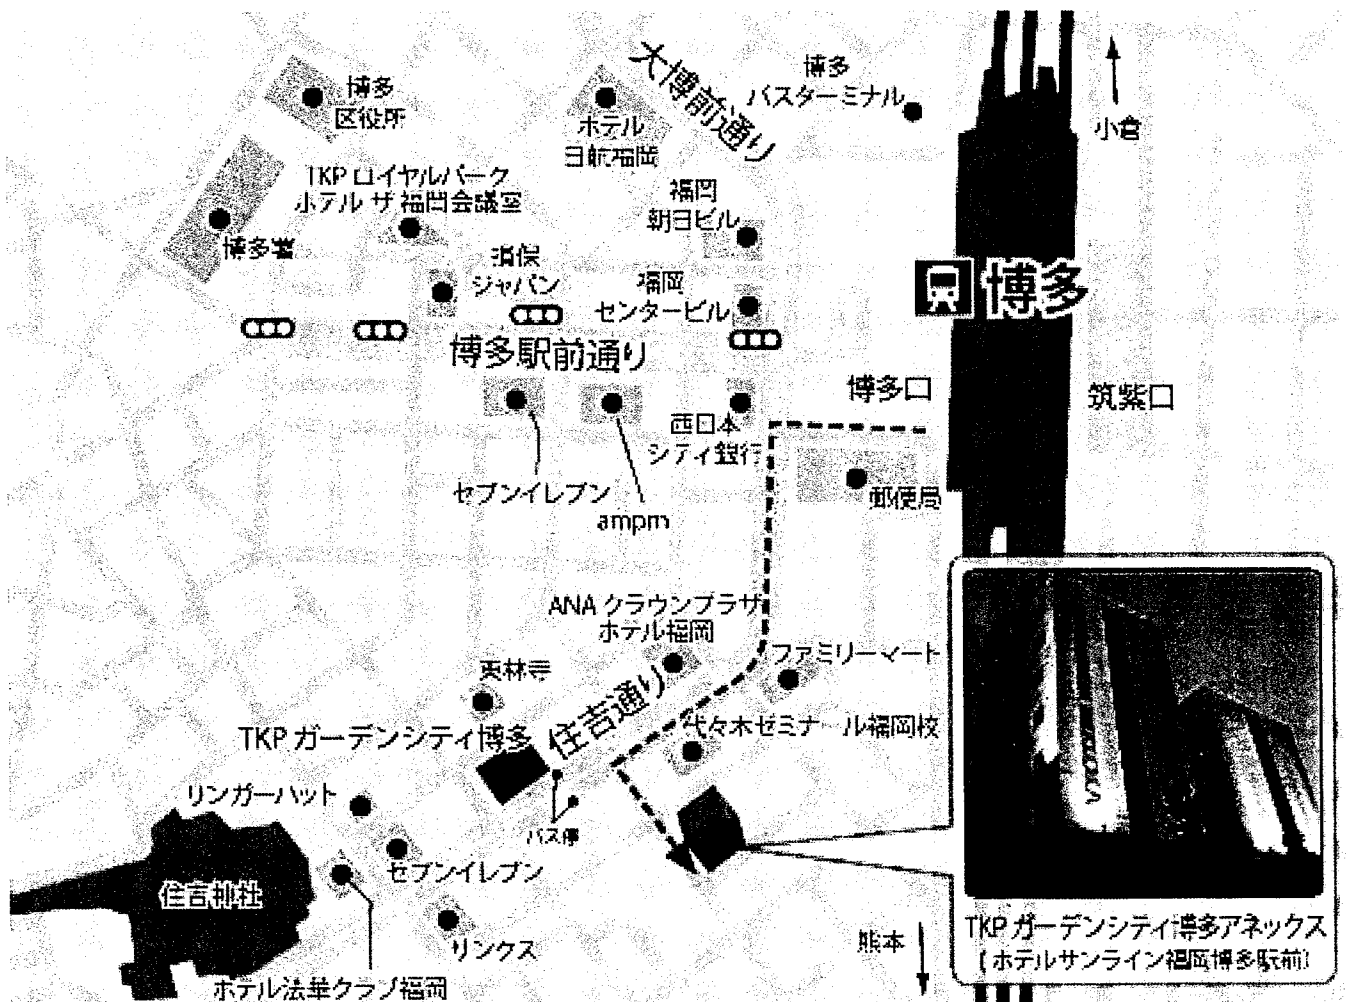 大博前通り
博多
バスターミナル
小倉
博多
区役所
ホテル
日航福岡
TKP ロイヤルパーク
ホテル ザ 福岡会議室
福岡
朝日ビル
博多署
損保
ジャパン
福岡
センタービル
博多
博多駅前通り
博多口
筑紫口
西日本
シティ銀行
セブンイレブン
ampm
郵便局
ANA クラウンプラザ
ホテル福岡
ファミリーマート
東林寺
住吉通り
代々木ゼミナール福岡校
TKP ガーデンシティ博多
リンガーハット
バス停
セブンイレブン
住吉神社
リンクス
熊本
TKP ガーデンシティ博多アネックス
(ホテルサンライン福岡博多駅前)
ホテル法華クラブ福岡